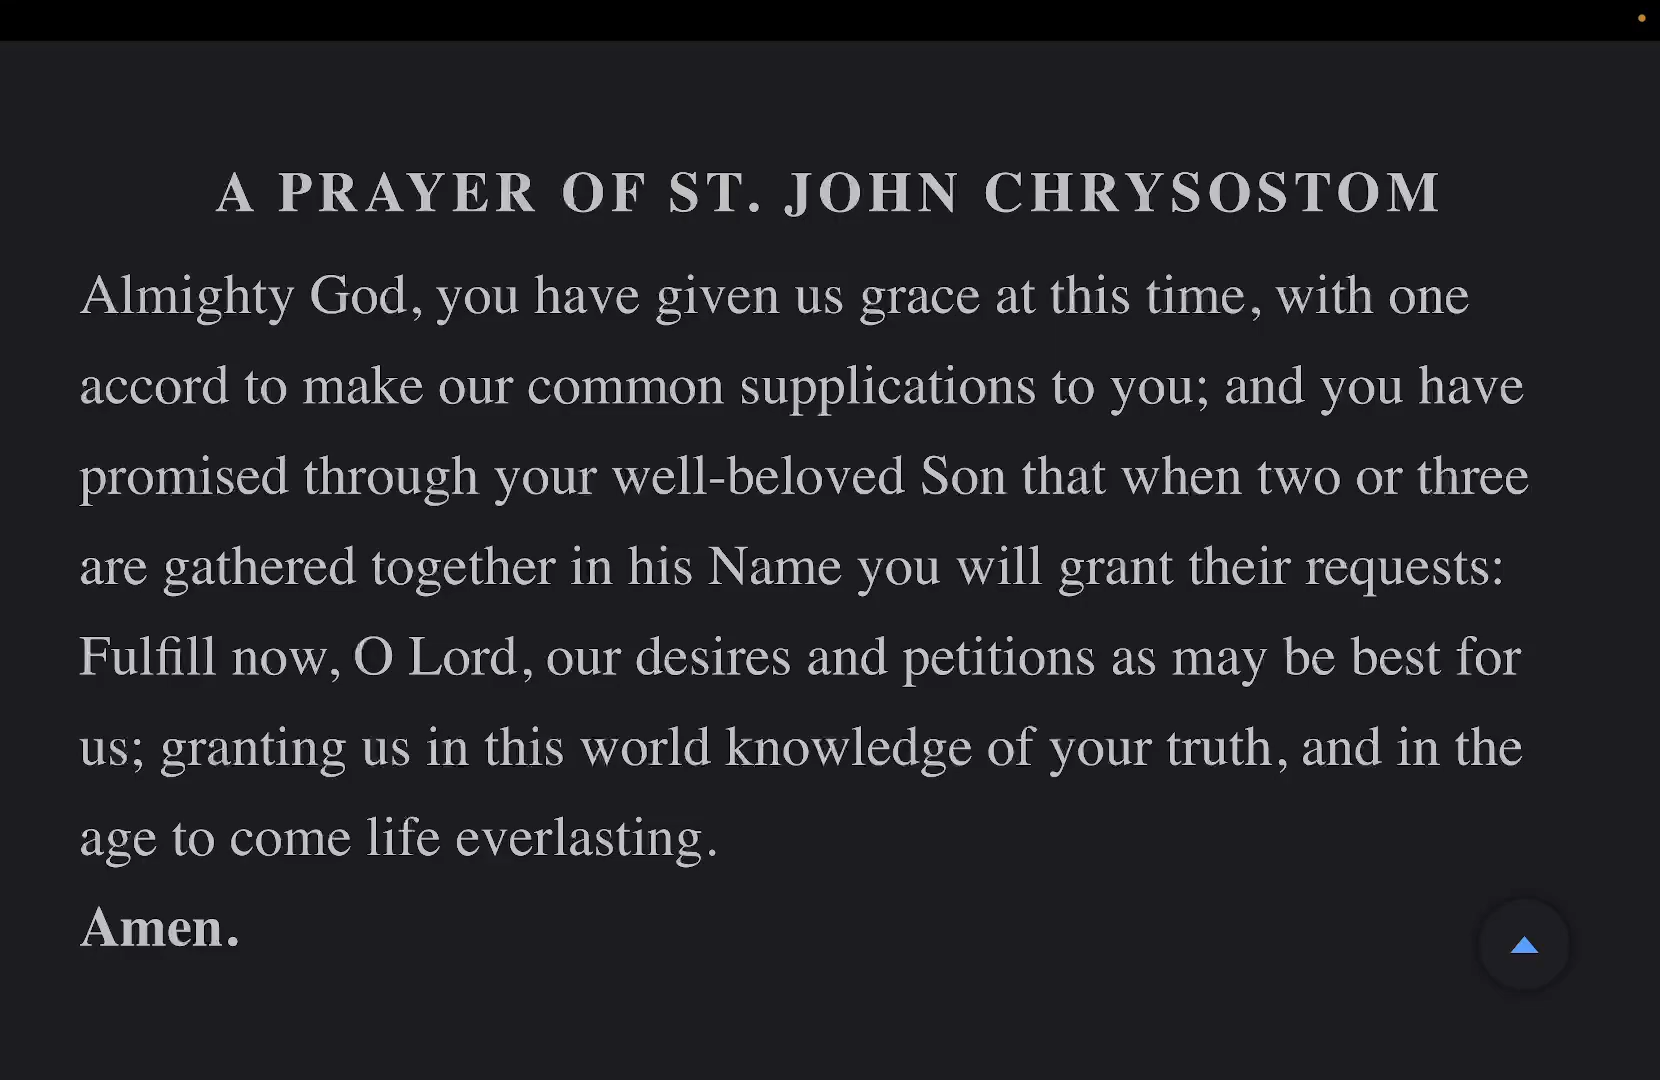 A PRAYER OF ST. JOHN CHRYSOSTOM
Almighty God, you have given us grace at this time, with one
accord to make our common supplications to you; and you have
promised through your well-beloved Son that when two or three
are gathered together in his Name you will grant their requests:
Fulfill now, O Lord, our desires and petitions as may be best for
us; granting us in this world knowledge of your truth, and in the
age to come life everlasting.
Amen.